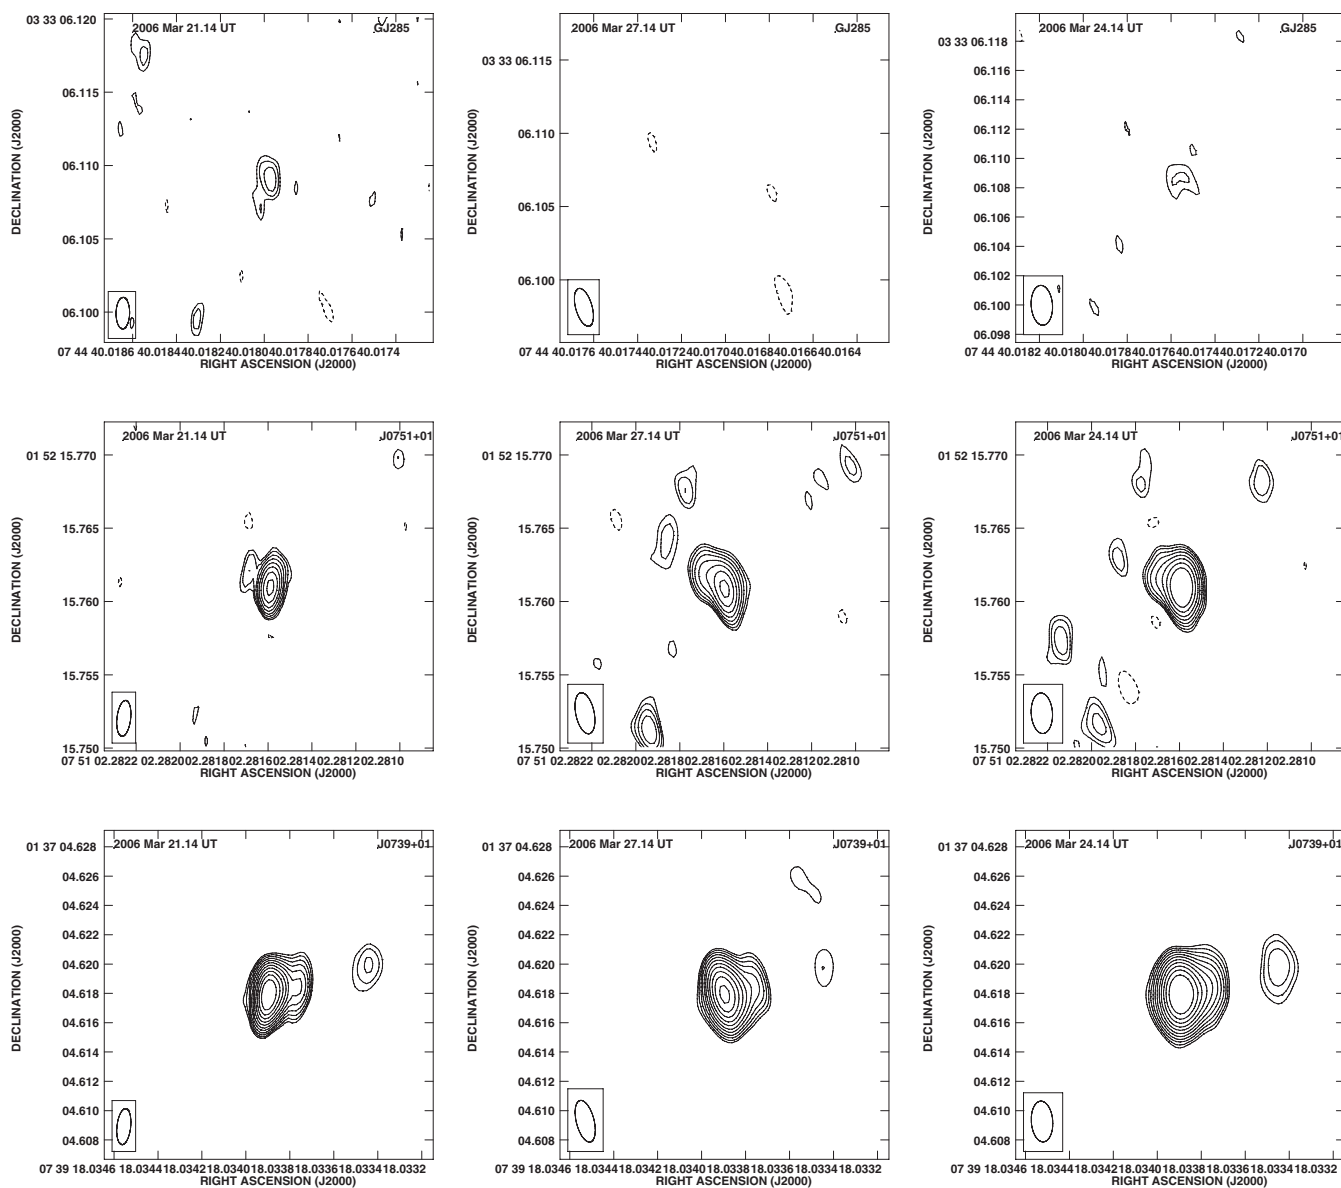 2006 Mar 21.14 UT GJ285
DECLINATION (J2000)
03 33 06.120
06.115
06.110
06.105
06.100
07 44 40.0186 40.018440.018240.018040.017840.017640.0174
RIGHT ASCENSION (J2000)
2006 Mar 27.14 UT GJ285
DECLINATION (J2000)
03 33 06.115
06.110
06.105
06.100
07 44 40.0176 40.017440.017240.017040.016840.016640.0164
RIGHT ASCENSION (J2000)
2006 Mar 24.14 UT GJ285
DECLINATION (J2000)
03 33 06.118
06.116
06.114
06.112
06.110
06.108
06.106
06.104
06.102
06.100
06.098
07 44 40.0182 40.018040.017840.017640.017440.017240.0170
RIGHT ASCENSION (J2000)
2006 Mar 21.14 UT J0751+01
DECLINATION (J2000)
01 52 15.770
15.765
15.760
15.755
15.750
07 51 02.2822 02.282002.281802.281602.281402.281202.2810
RIGHT ASCENSION (J2000)
2006 Mar 27.14 UT J0751+01
DECLINATION (J2000)
01 52 15.770
15.765
15.760
15.755
15.750
07 51 02.2822 02.282002.281802.281602.281402.281202.2810
RIGHT ASCENSION (J2000)
2006 Mar 24.14 UT J0751+01
DECLINATION (J2000)
01 52 15.770
15.765
15.760
15.755
15.750
07 51 02.2822 02.282002.281802.281602.281402.281202.2810
RIGHT ASCENSION (J2000)
2006 Mar 21.14 UT J0739+01
DECLINATION (J2000)
01 37 04.628
04.626
04.624
04.622
04.620
04.618
04.616
04.614
04.612
04.610
04.608
07 39 18.0346 18.034418.034218.034018.033818.033618.033418.0332
RIGHT ASCENSION (J2000)
2006 Mar 27.14 UT J0739+01
DECLINATION (J2000)
01 37 04.628
04.626
04.624
04.622
04.620
04.618
04.616
04.614
04.612
04.610
04.608
07 39 18.0346 18.034418.034218.034018.033818.033618.033418.0332
RIGHT ASCENSION (J2000)
2006 Mar 24.14 UT J0739+01
DECLINATION (J2000)
01 37 04.628
04.626
04.624
04.622
04.620
04.618
04.616
04.614
04.612
04.610
04.608
07 39 18.0346 18.034418.034218.034018.033818.033618.033418.0332
RIGHT ASCENSION (J2000)